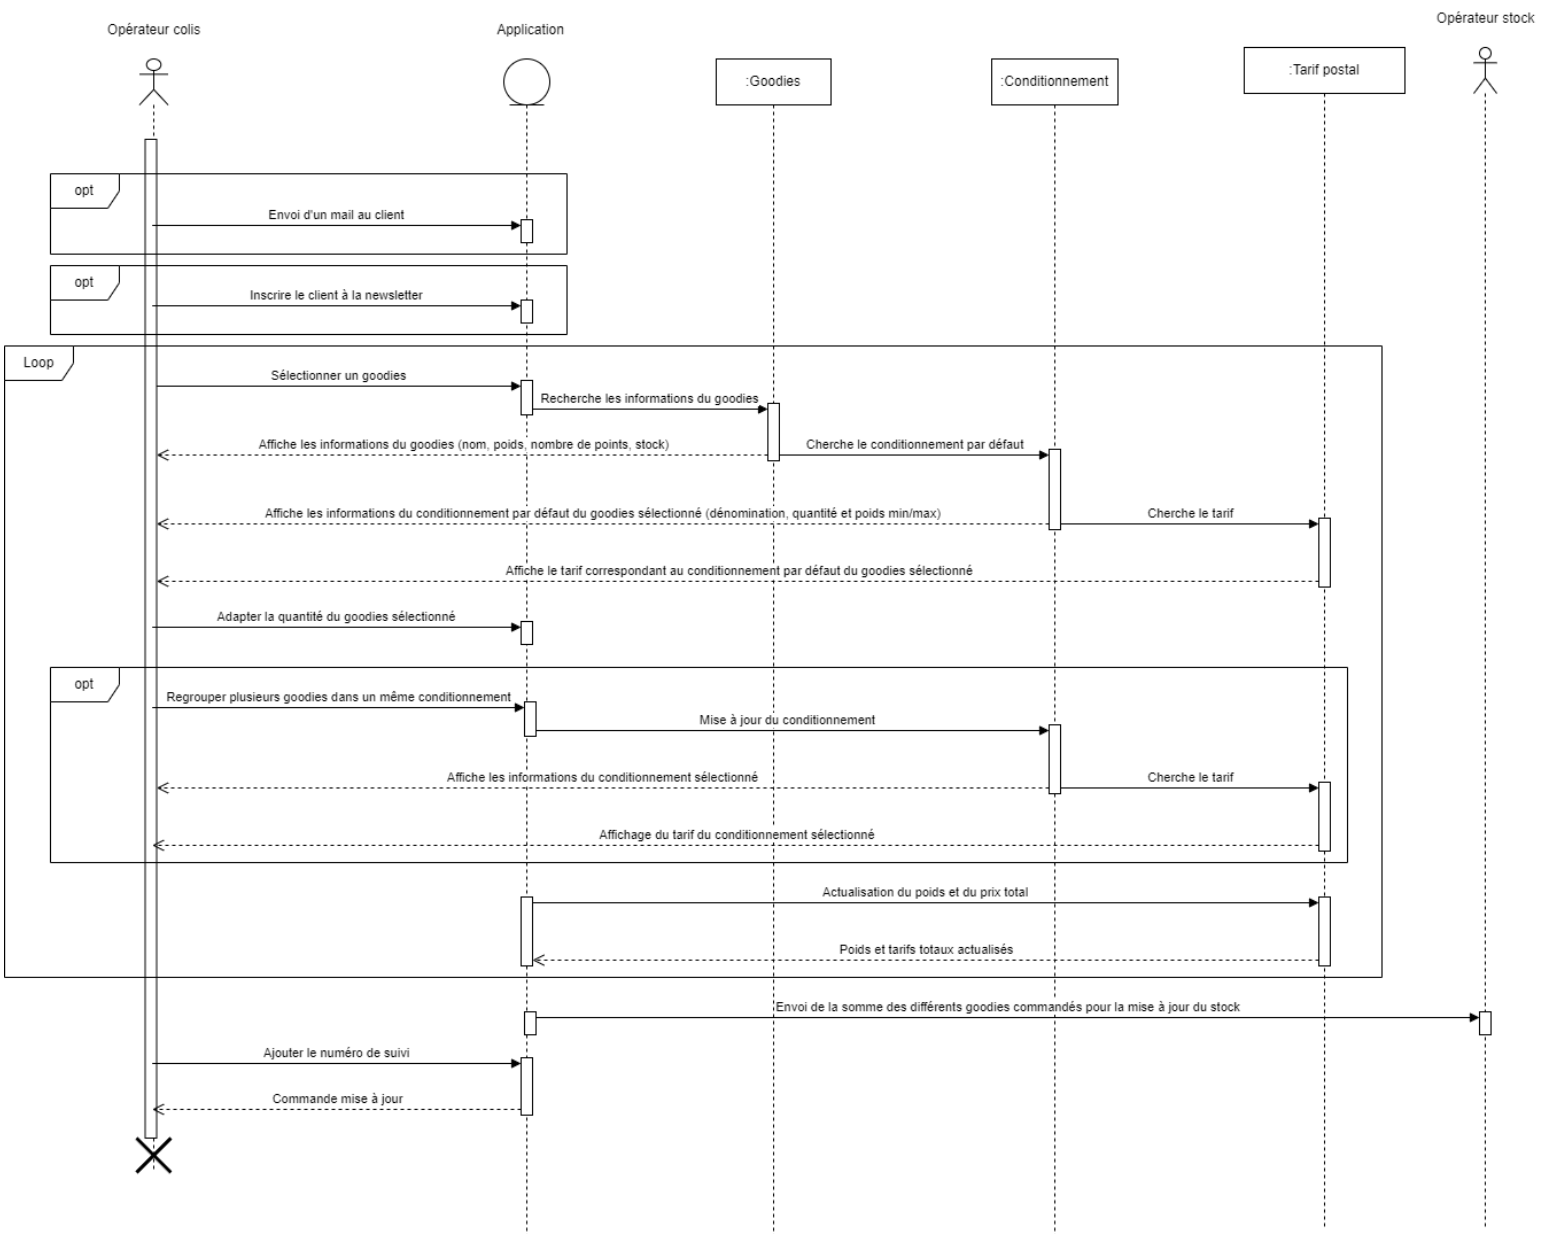 Opérateur colis
Application
Opérateur stock
:Goodies
:Conditionnement
:Tarif postal
opt
Envoi d'un mail au client
opt
Inscrire le client à la newsletter
Loop
Sélectionner un goodies
Recherche les informations du goodies
Affiche les informations du goodies (nom, poids, nombre de points, stock)
Cherche le conditionnement par défaut
Affiche les informations du conditionnement par défaut du goodies sélectionné (dénomination, quantité et poids min/max)
Cherche le tarif
Affiche le tarif correspondant au conditionnement par défaut du goodies sélectionné
Adapter la quantité du goodies sélectionné
opt
Regrouper plusieurs goodies dans un même conditionnement
Mise à jour du conditionnement
Affiche les informations du conditionnement sélectionné
Cherche le tarif
Affichage du tarif du conditionnement sélectionné
Actualisation du poids et du prix total
Poids et tarifs totaux actualisés
Envoi de la somme des différents goodies commandés pour la mise à jour du stock
Ajouter le numéro de suivi
Commande mise à jour